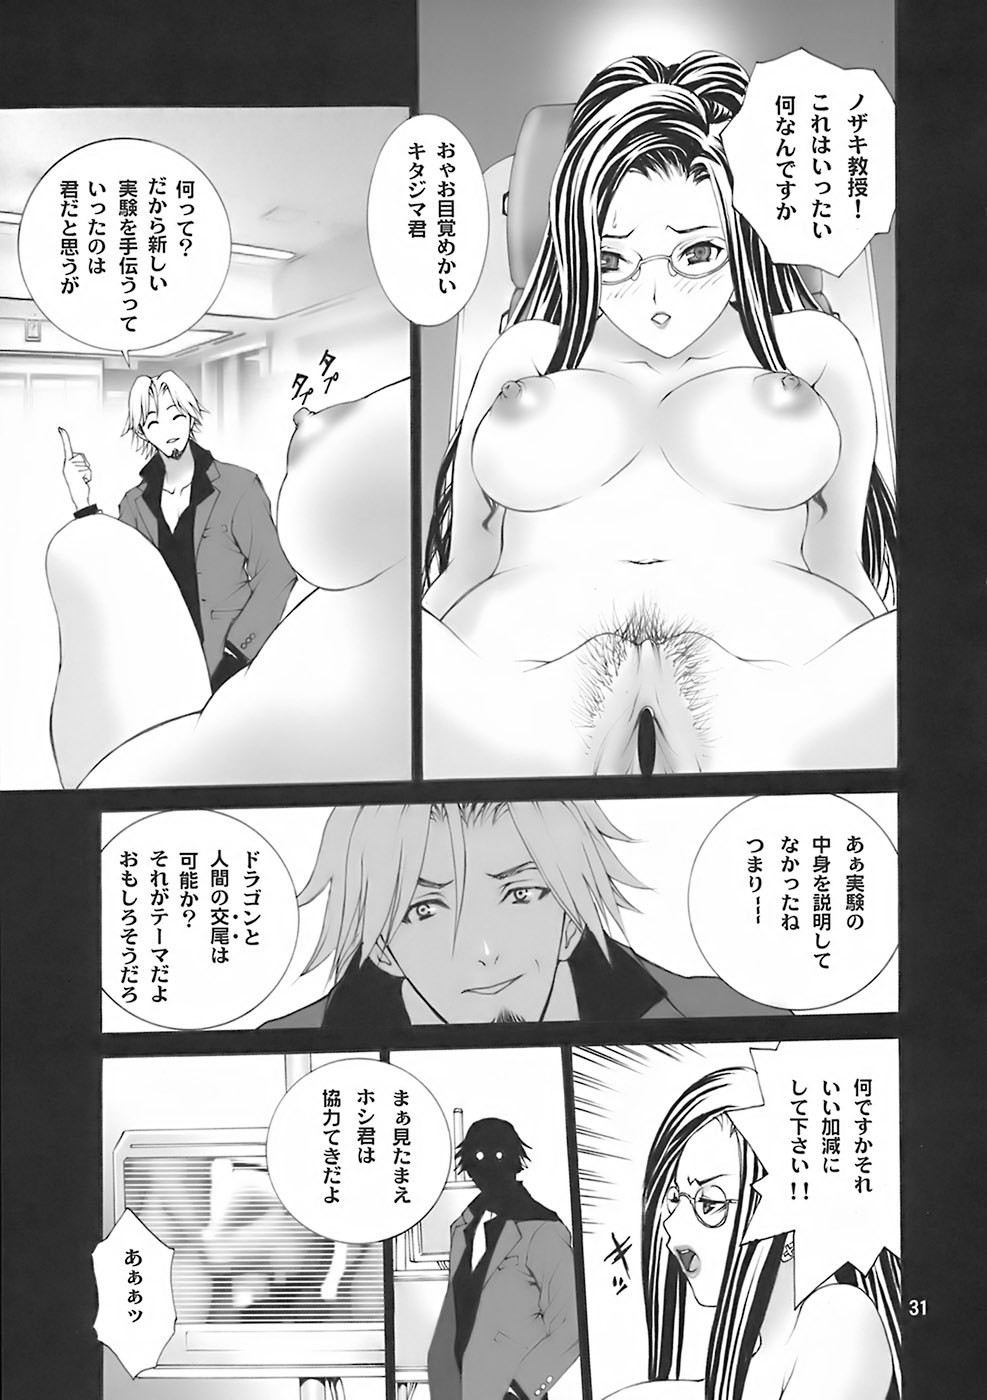 ノザキ教授！
これはいったい
何なんですか
おやお目覚めかい
キタジマ君
何って？
だから新しい
実験を手伝うって
いったのは
君だと思うが
タプ
タプ
あぁ実験の
中身を説明して
なかったね
つまり~~
ドラゴンと
人間の交尾は
可能か？
それがテーマだよ
おもしろそうだろ
何ですかそれ
いい加減に
して下さい！！
キッ
まぁ見たまえ
ホシ君は
協力てきだよ
あぁぁッ
31